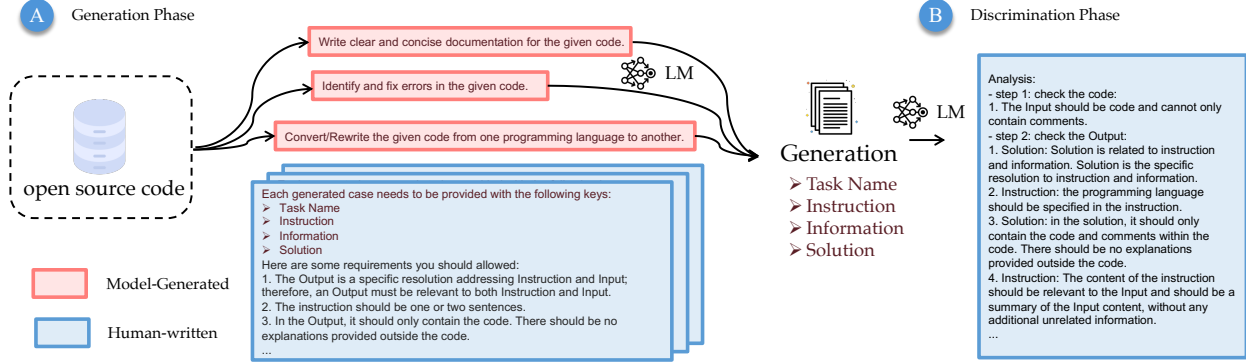 A Generation Phase
open source code
Write clear and concise documentation for the given code.
Identify and fix errors in the given code.
Convert/Rewrite the given code from one programming language to another.
LM
Each generated case needs to be provided with the following keys:
➢ Task Name
➢ Instruction
➢ Information
➢ Solution
Here are some requirements you should allowed:
1. The Output is a specific resolution addressing Instruction and Input;
therefore, an Output must be relevant to both Instruction and Input.
2. The instruction should be one or two sentences.
3. In the Output, it should only contain the code. There should be no
explanations provided outside the code.
...
Model-Generated
Human-written
Generation
➢ Task Name
➢ Instruction
➢ Information
➢ Solution
LM
B Discrimination Phase
Analysis:
- step 1: check the code:
1. The Input should be code and cannot only
contain comments.
- step 2: check the Output:
1. Solution: Solution is related to instruction
and information. Solution is the specific
resolution to instruction and information.
2. Instruction: the programming language
should be specified in the instruction.
3. Solution: in the solution, it should only
contain the code and comments within the
code. There should be no explanations
provided outside the code.
4. Instruction: The content of the instruction
should be relevant to the Input and should be a
summary of the Input content, without any
additional unrelated information.
...